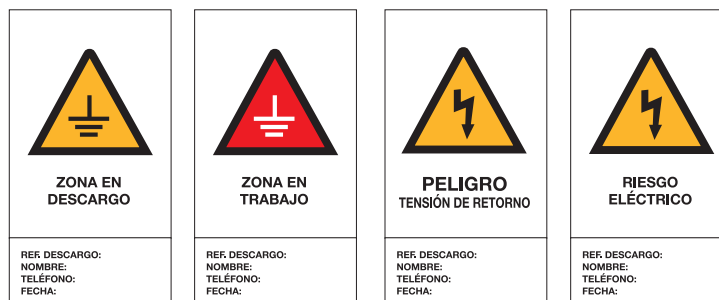 ZONA EN
DESCARGO
REF. DESCARGO:
NOMBRE:
TELÉFONO:
FECHA:
ZONA EN
TRABAJO
REF. DESCARGO:
NOMBRE:
TELÉFONO:
FECHA:
PELIGRO
TENSIÓN DE RETORNO
REF. DESCARGO:
NOMBRE:
TELÉFONO:
FECHA:
RIESGO
ELÉCTRICO
REF. DESCARGO:
NOMBRE:
TELÉFONO:
FECHA: